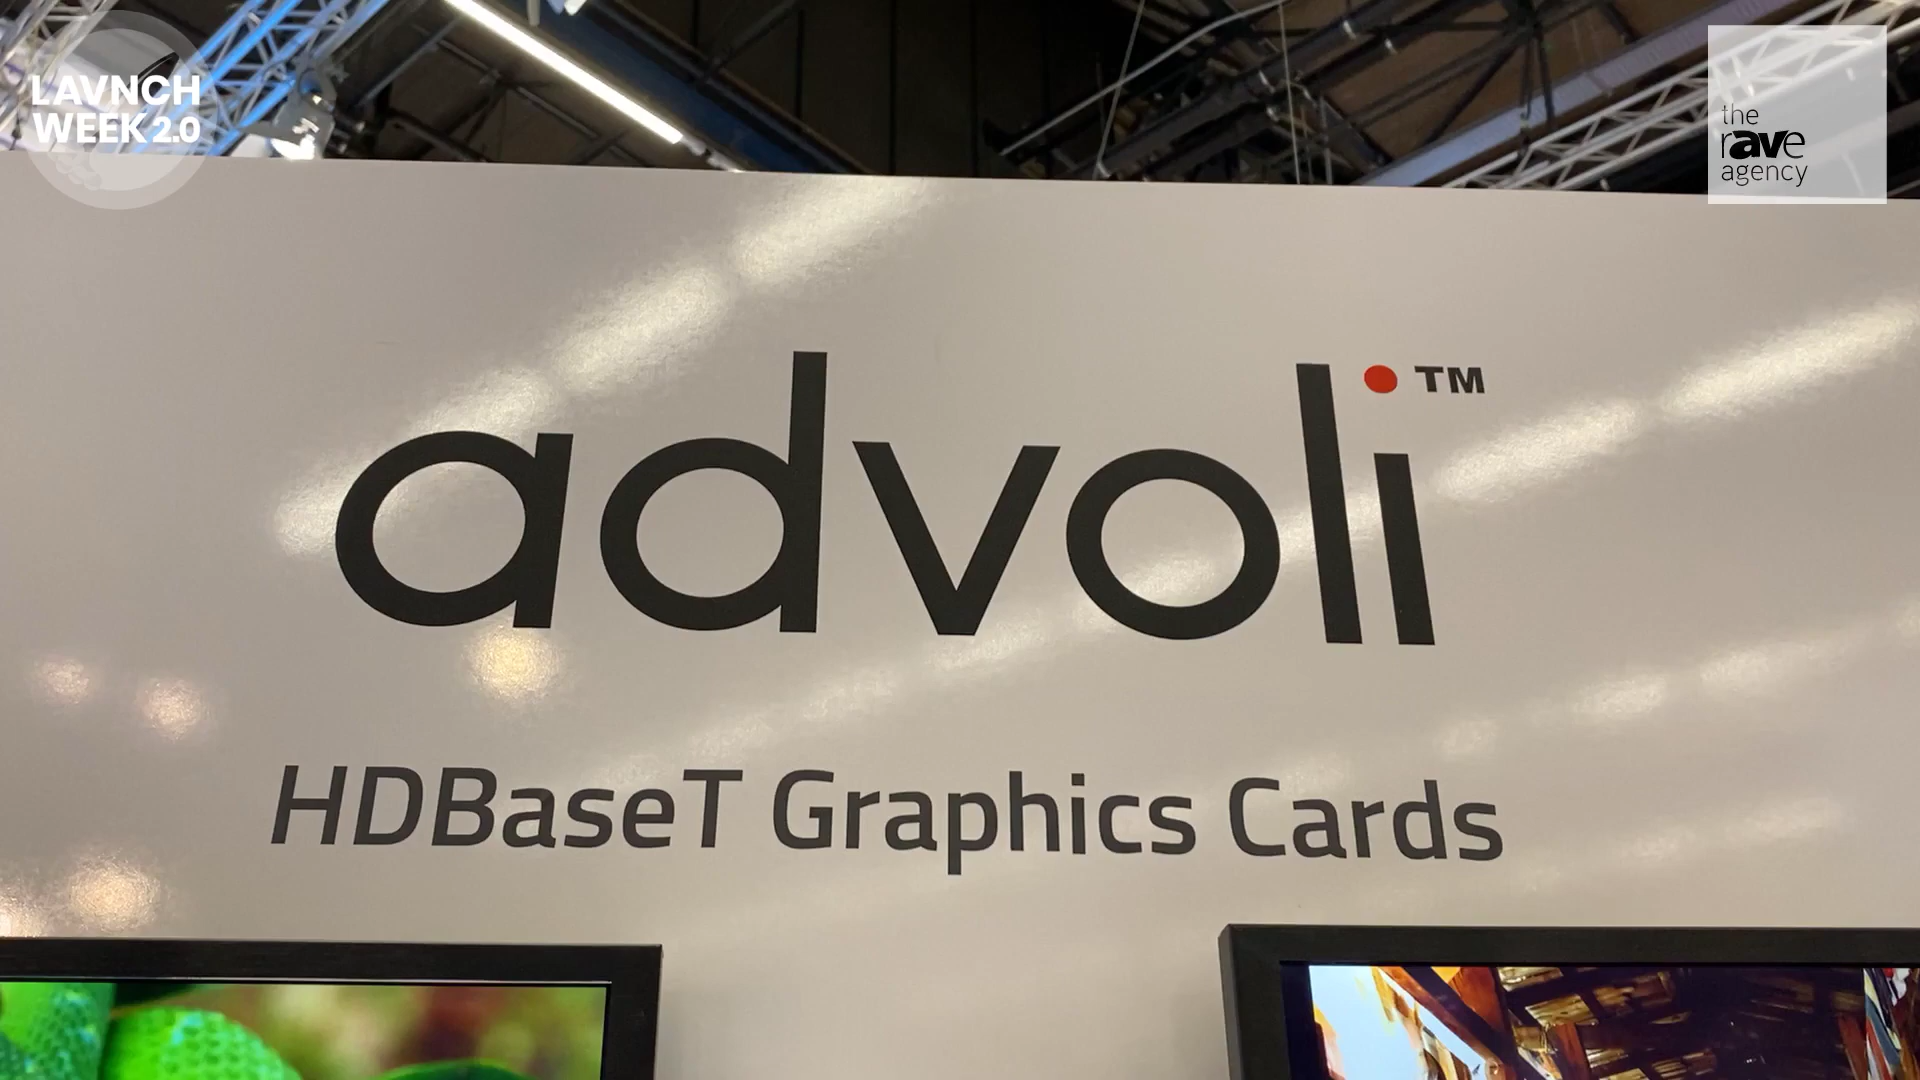 LAVNCH
WEEK 2.0
the
rAVe
agency
advoli™
HDBaseT Graphics Cards